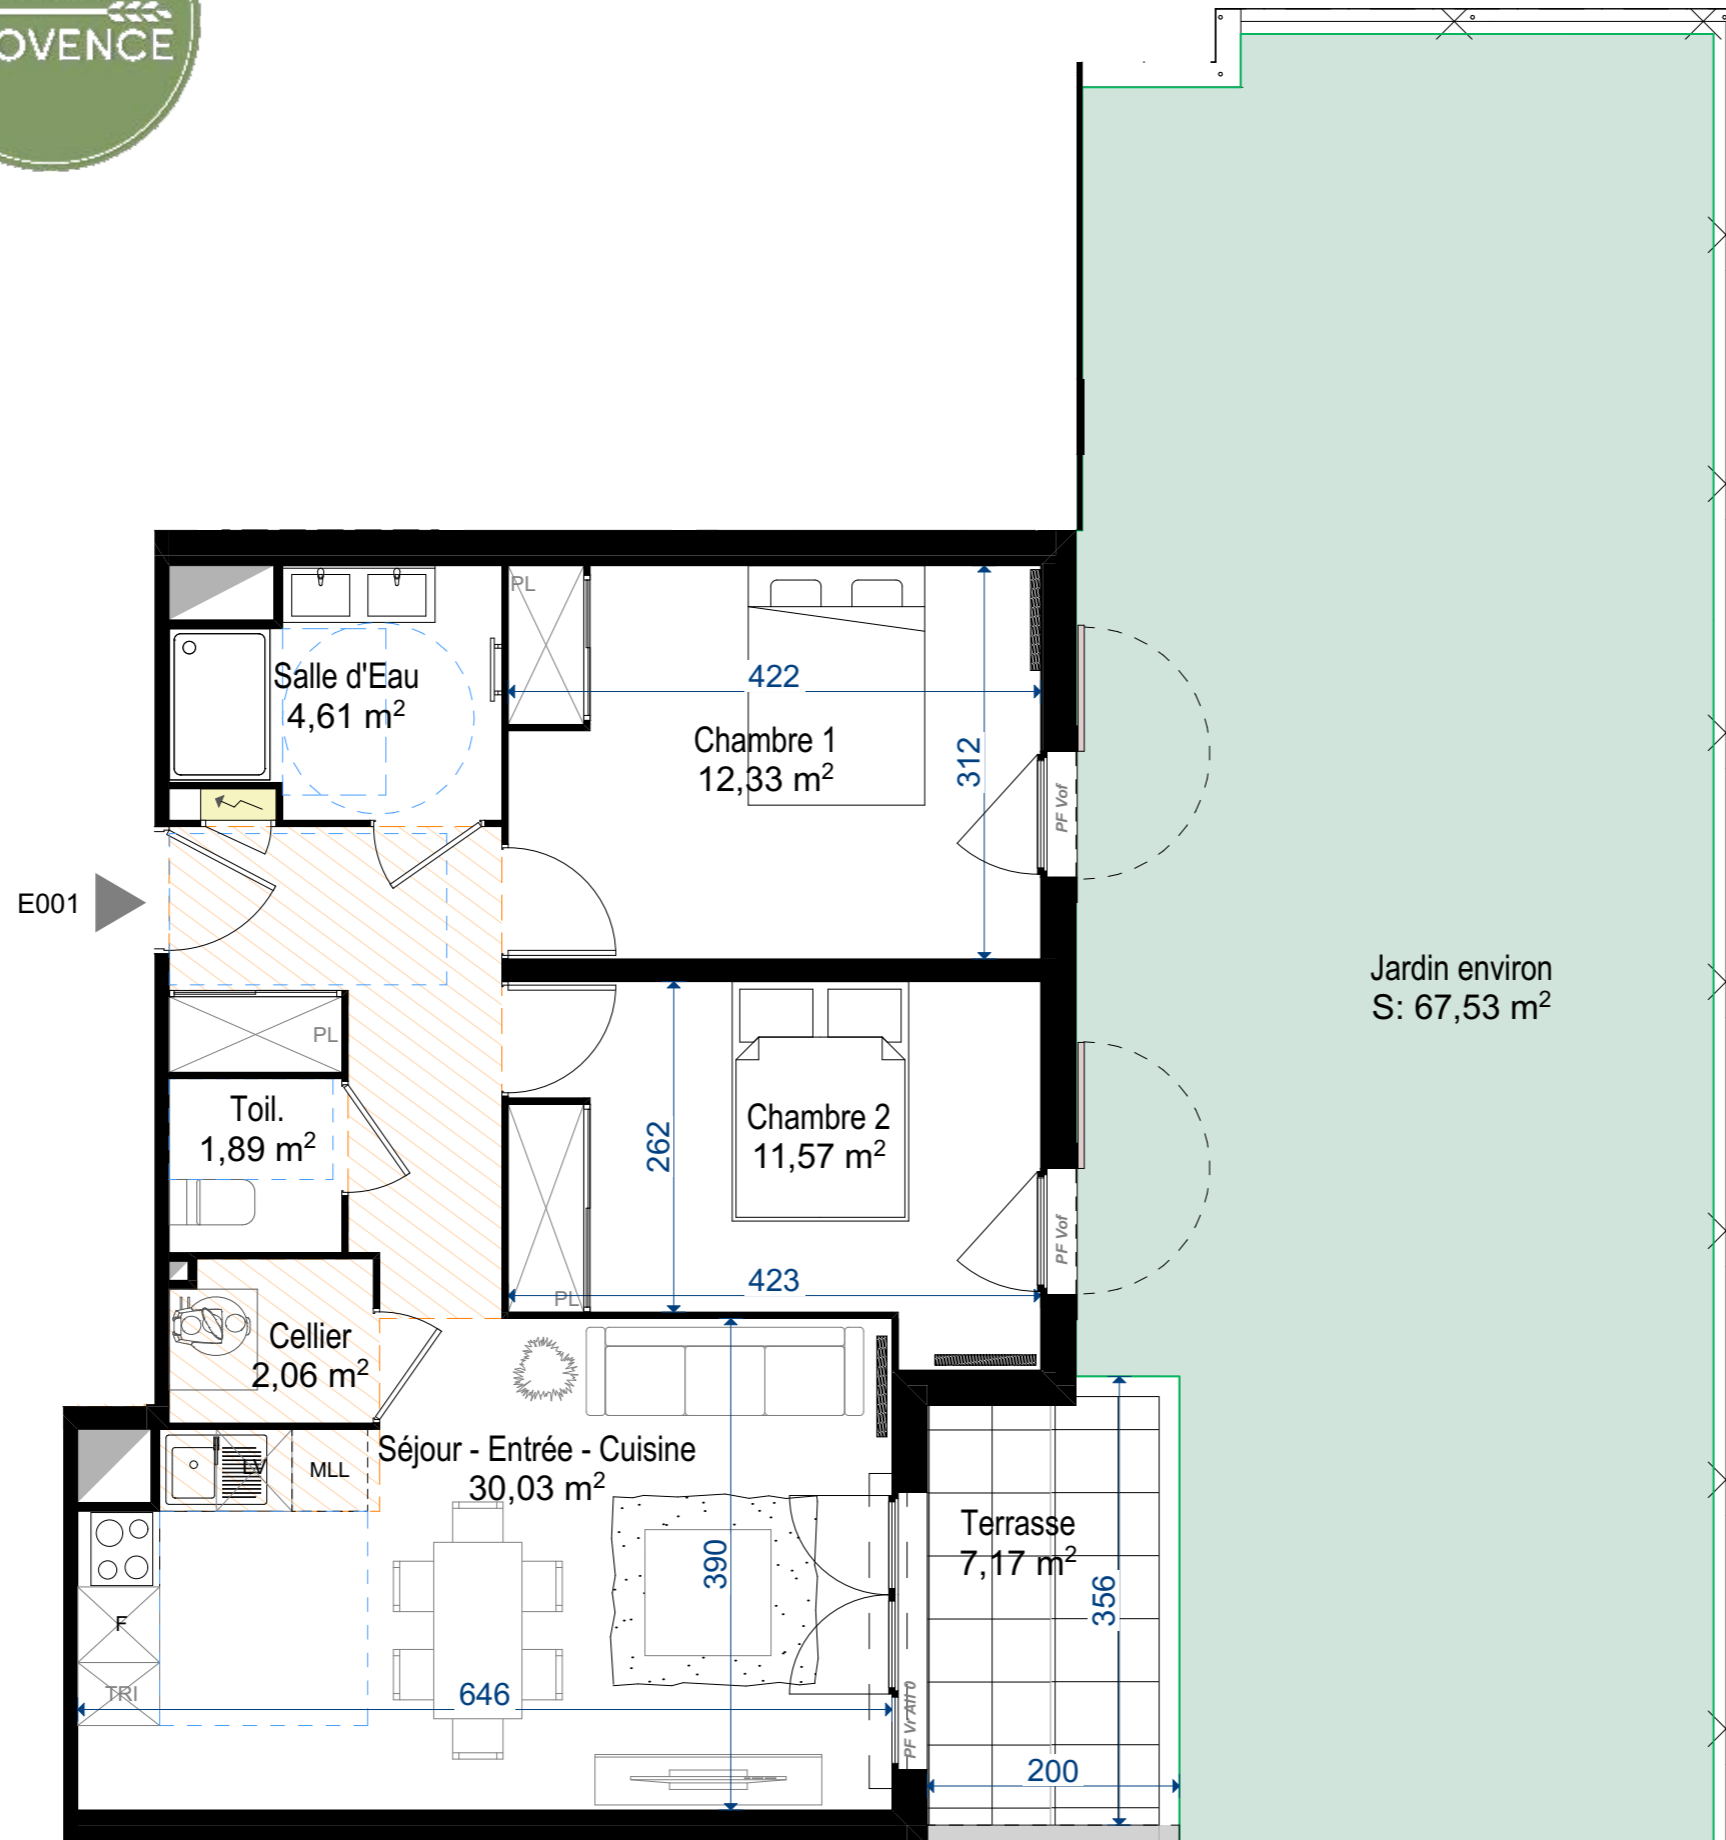 OVENCE
PL
Salle d'Eau
4,61 m²
422
Chambre 1
12,33 m²
312
PF Vof
E001
Jardin environ
S: 67,53 m²
PL
Toil.
1,89 m²
262
Chambre 2
11,57 m²
PF Vof
423
PL
Cellier
2,06 m²
LV
MLL
Séjour - Entrée - Cuisine
30,03 m²
Terrasse
7,17 m²
390
356
F
TRI
646
PF Vr All 0
200